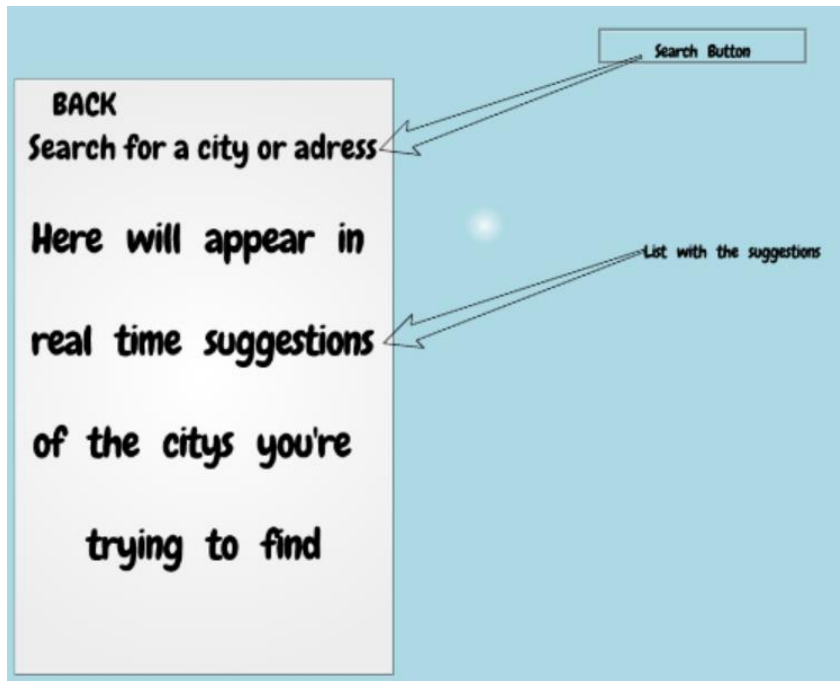 Search Button
BACK
Search for a city or adress
Here will appear in
List with the suggestions
real time suggestions
of the citys you're
trying to find